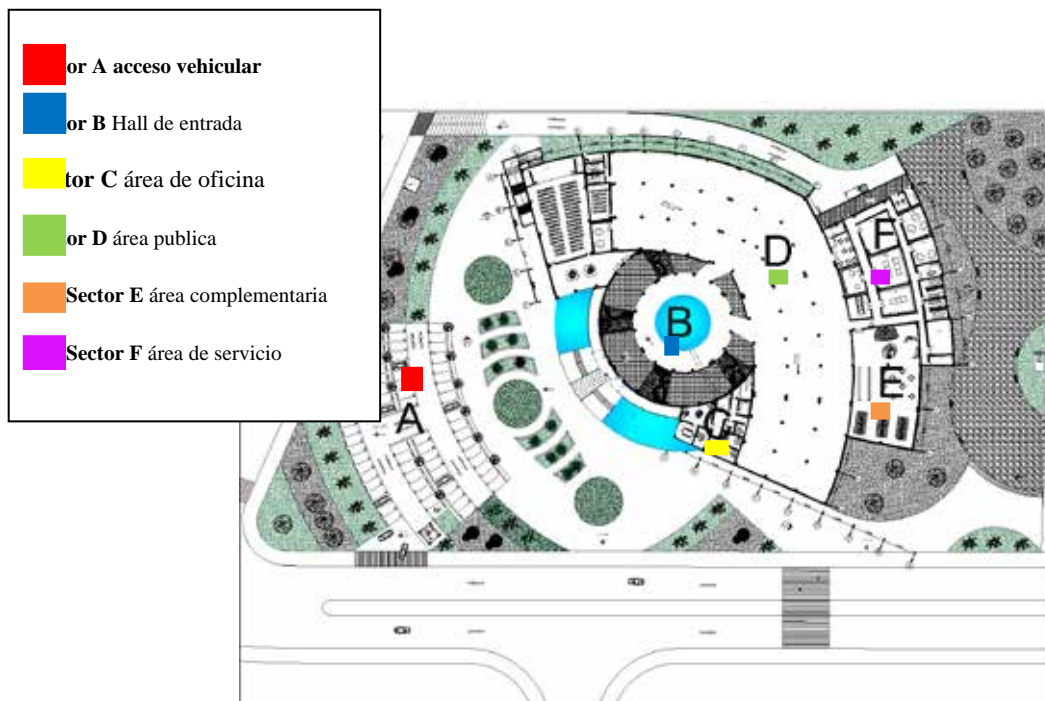 or A acceso vehicular
or B Hall de entrada
tor C área de oficina
or D área publica
Sector E área complementaria
Sector F área de servicio
F
D
B
E
A
C